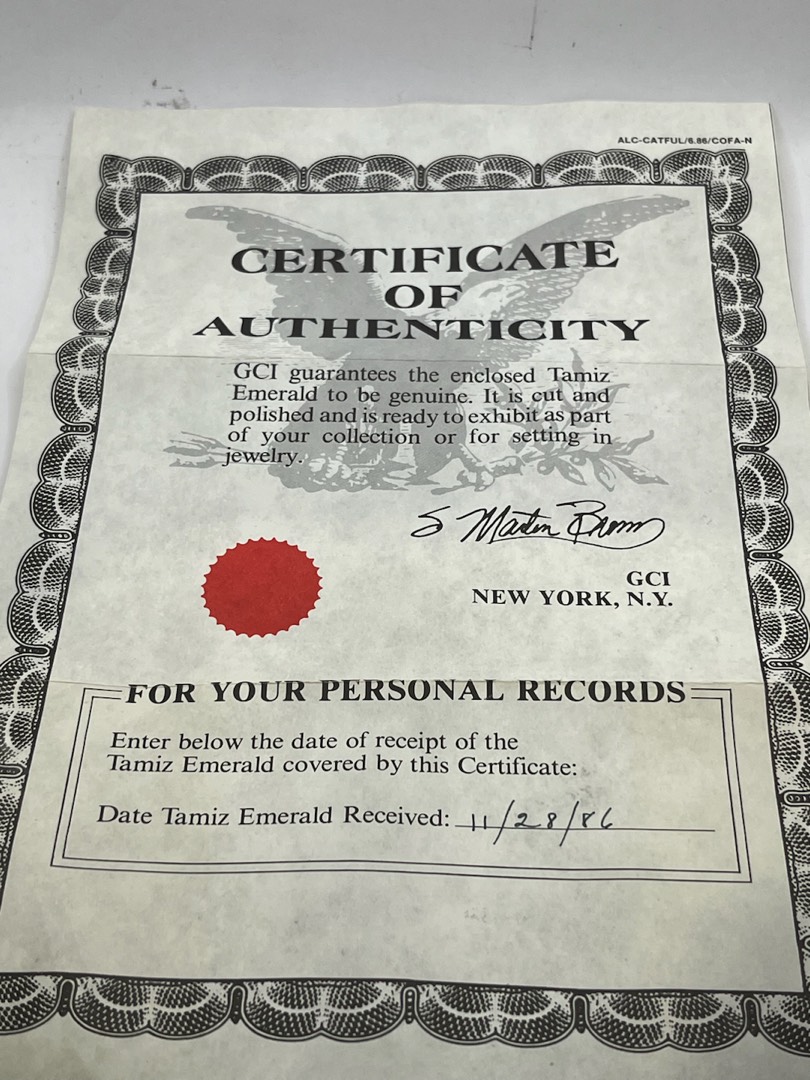 ALC-CATFUL/6.86/COFA-N
CERTIFICATE
OF
AUTHENTICITY
GCI guarantees the enclosed Tamiz
Emerald to be genuine. It is cut and
polished and is ready to exhibit as part
of your collection or for setting in
jewelry.
S Martin Brown
GCI
NEW YORK, N.Y.
FOR YOUR PERSONAL RECORDS
Enter below the date of receipt of the
Tamiz Emerald covered by this Certificate:
Date Tamiz Emerald Received: 11/28/86